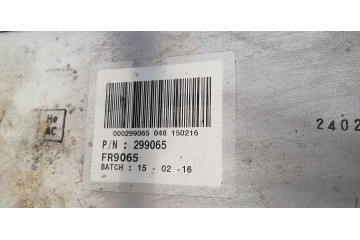 He
AC
000299065 048 150216
P/N : 299065
FR9065
BATCH : 15 - 02 - 16
2402